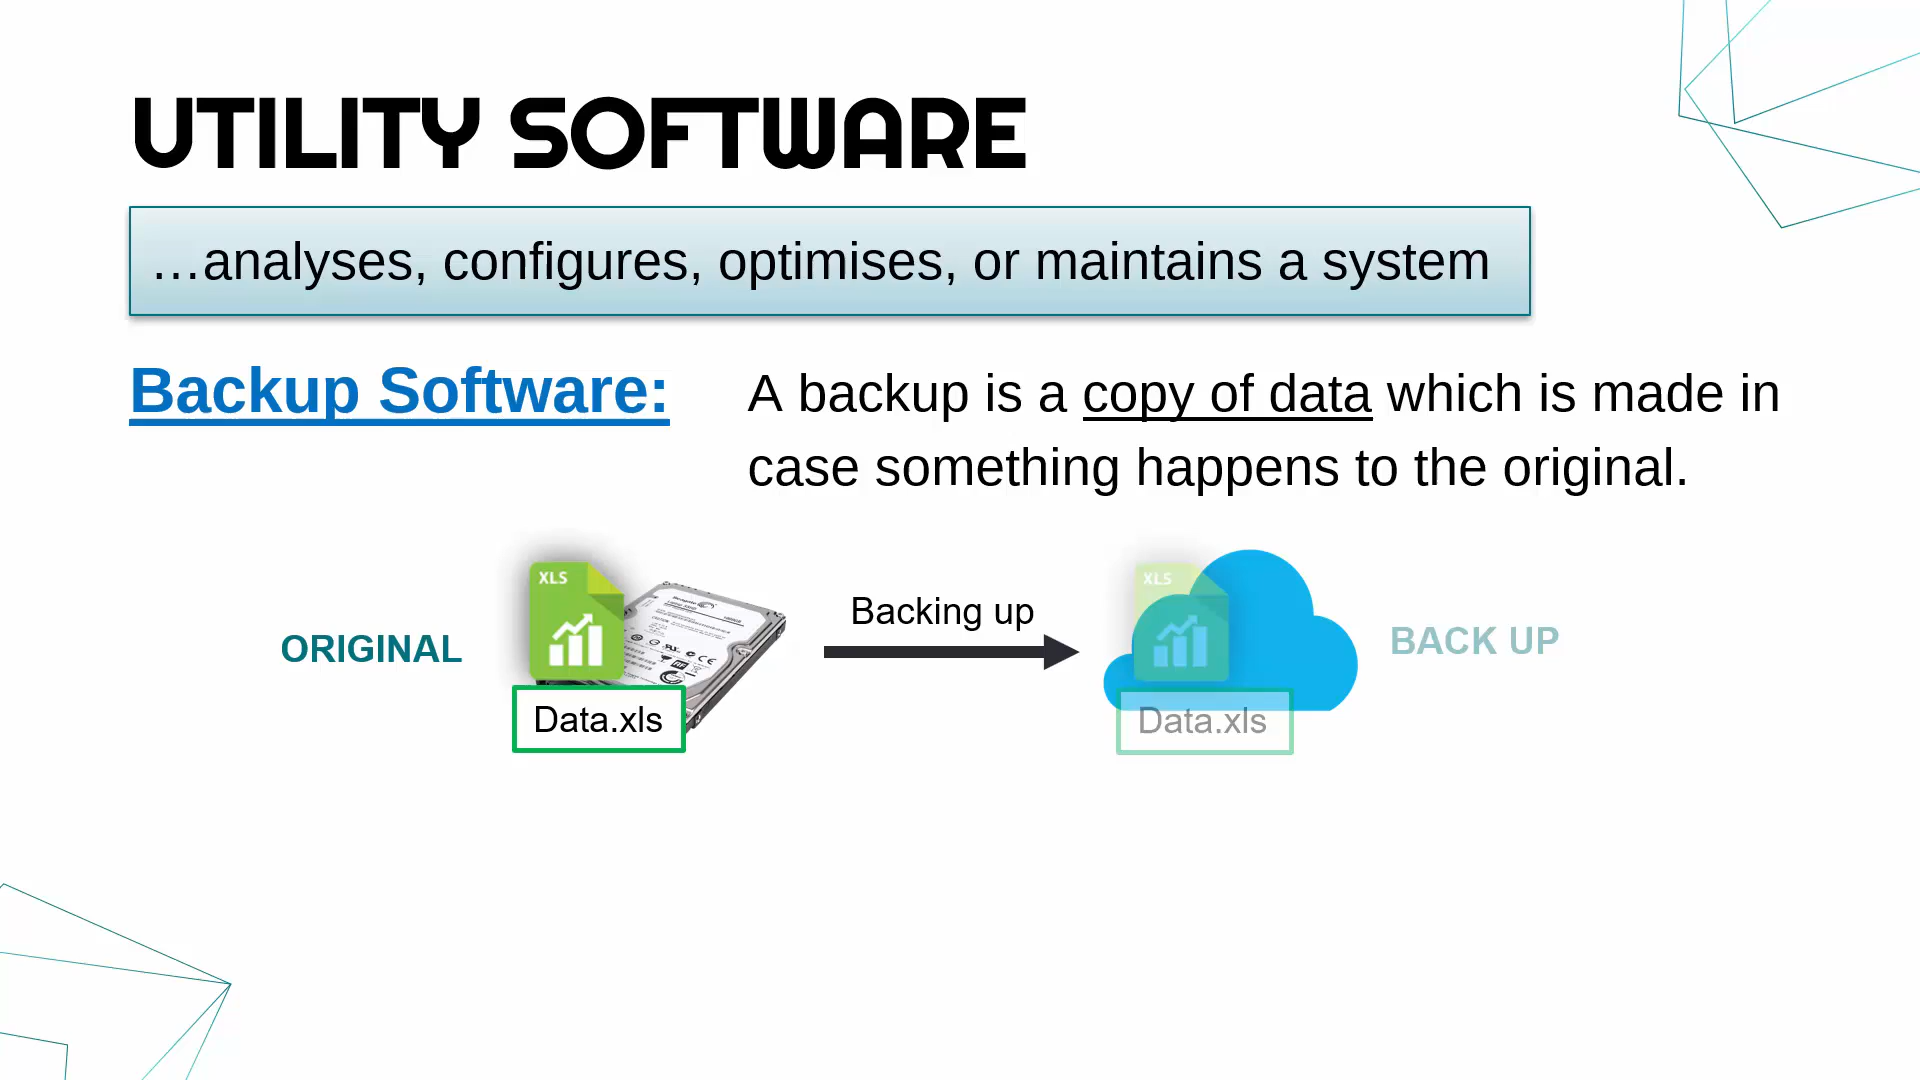 UTILITY SOFTWARE
…analyses, configures, optimises, or maintains a system
Backup Software:
A backup is a copy of data which is made in
case something happens to the original.
ORIGINAL
XLS
Data.xls
Backing up
XLS
Data.xls
BACK UP